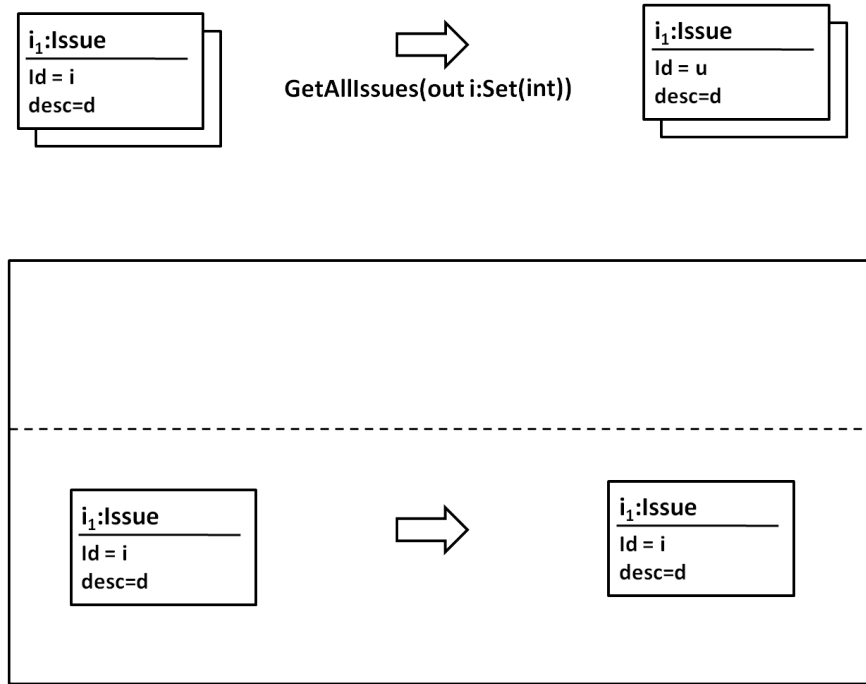 i₁:Issue
Id = i
desc=d
GetAllIssues(out i:Set(int))
i₁:Issue
Id = u
desc=d
i₁:Issue
Id = i
desc=d
i₁:Issue
Id = i
desc=d